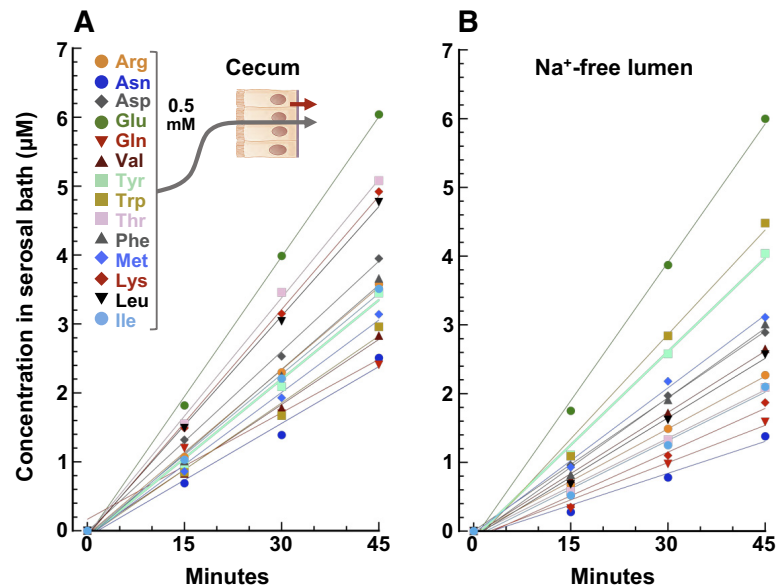 A
B
Cecum
Na⁺-free lumen
0.5
mM
Arg
Asn
Asp
Glu
Gln
Val
Tyr
Trp
Thr
Phe
Met
Lys
Leu
Ile
Concentration in serosal bath (µM)
7
6
5
4
3
2
1
0
0 15 30 45
Minutes
7
6
5
4
3
2
1
0
0 15 30 45
Minutes